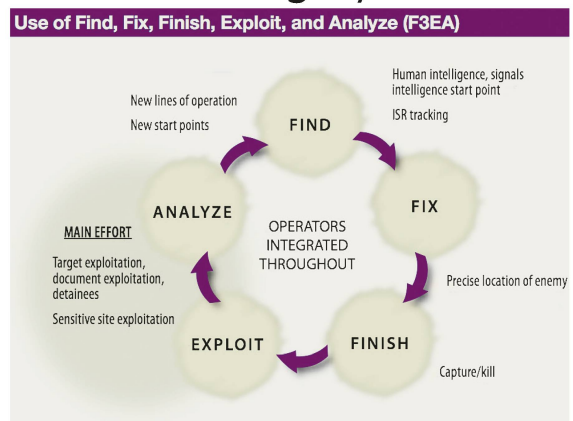 Use of Find, Fix, Finish, Exploit, and Analyze (F3EA)
Human intelligence, signals
intelligence start point
ISR tracking
New lines of operation
New start points
FIND
ANALYZE
FIX
OPERATORS
INTEGRATED
THROUGHOUT
MAIN EFFORT
Target exploitation,
document exploitation,
detainees
Sensitive site exploitation
Precise location of enemy
EXPLOIT
FINISH
Capture/kill